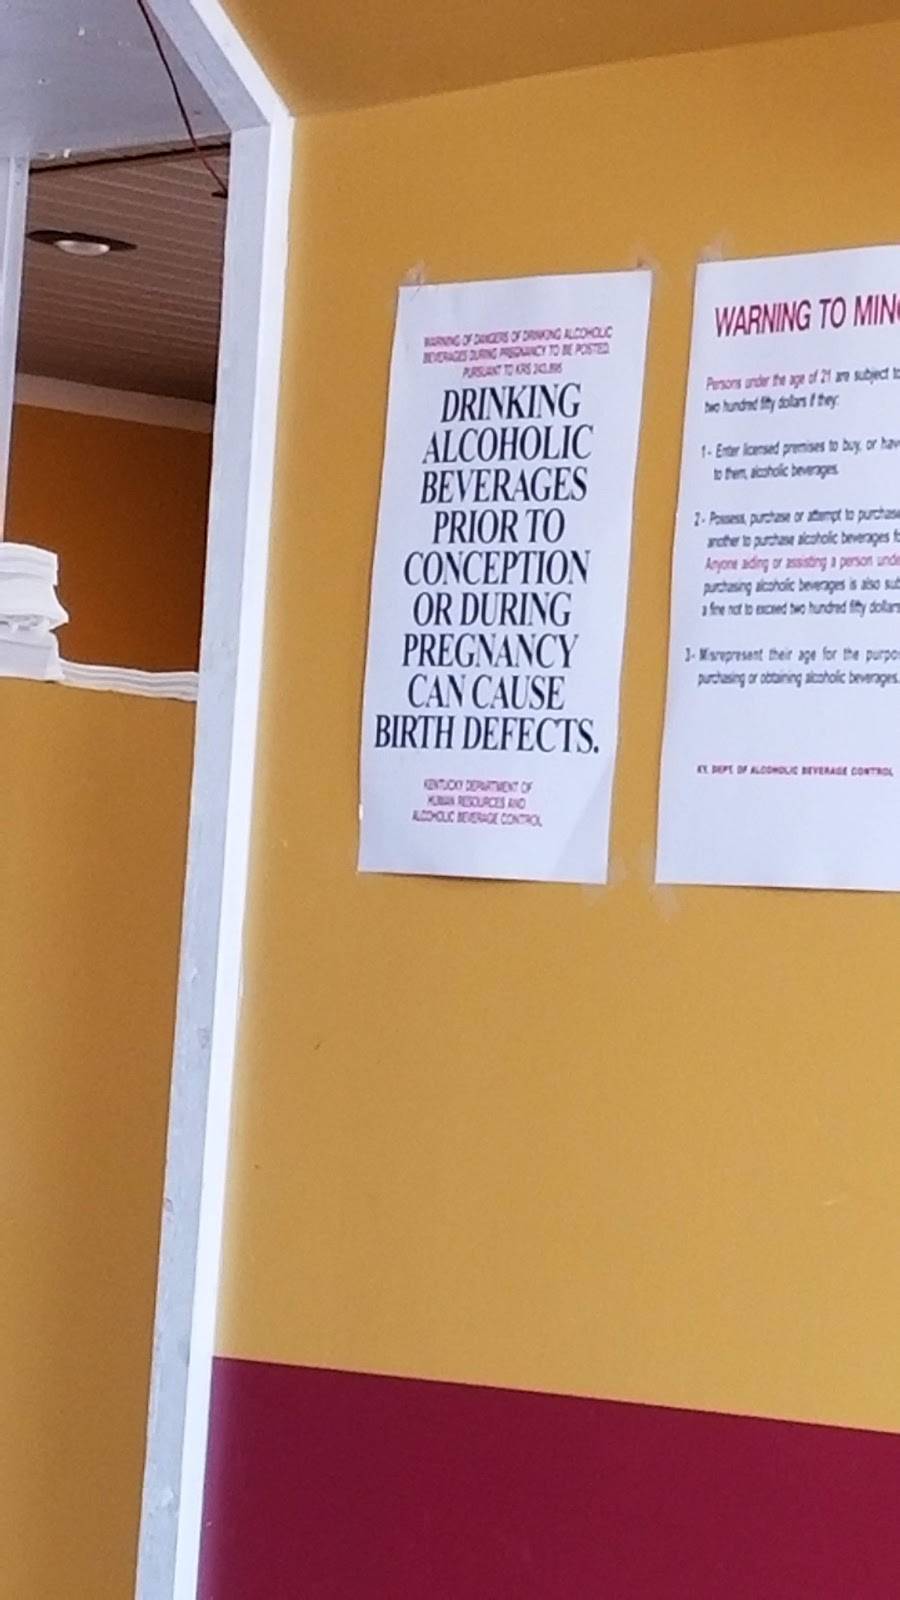 WARNING OF DANGERS OF DRINKING ALCOHOLIC
BEVERAGES DURING PREGNANCY TO BE POSTED.
PURSUANT TO KRS 243.895
DRINKING
ALCOHOLIC
BEVERAGES
PRIOR TO
CONCEPTION
OR DURING
PREGNANCY
CAN CAUSE
BIRTH DEFECTS.
KENTUCKY DEPARTMENT OF
HUMAN RESOURCES AND
ALCOHOLIC BEVERAGE CONTROL
WARNING TO MINO
Persons under the age of 21 are subject to
two hundred fifty dollars if they:
1- Enter licensed premises to buy, or have
to them, alcoholic beverages.
2- Possess, purchase or attempt to purchase
another to purchase alcoholic beverages fo
Anyone aiding or assisting a person unde
purchasing alcoholic beverages is also sub
a fine not to exceed two hundred fifty dollars
3- Misrepresent their age for the purpo
purchasing or obtaining alcoholic beverages.
KY. DEPT. OF ALCOHOLIC BEVERAGE CONTROL